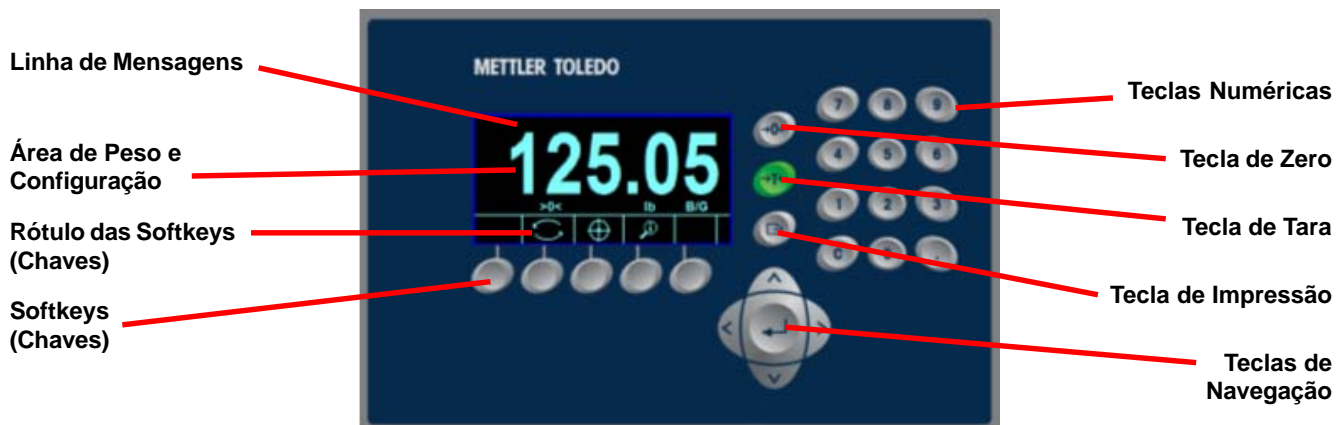 Linha de Mensagens
Área de Peso e
Configuração
Rótulo das Softkeys
(Chaves)
Softkeys
(Chaves)
METTLER TOLEDO
125.05
>0<
lb
B/G
7 8 9
4 5 6
1 2 3
C 0 .
→0←
→T←
Teclas Numéricas
Tecla de Zero
Tecla de Tara
Tecla de Impressão
Teclas de
Navegação